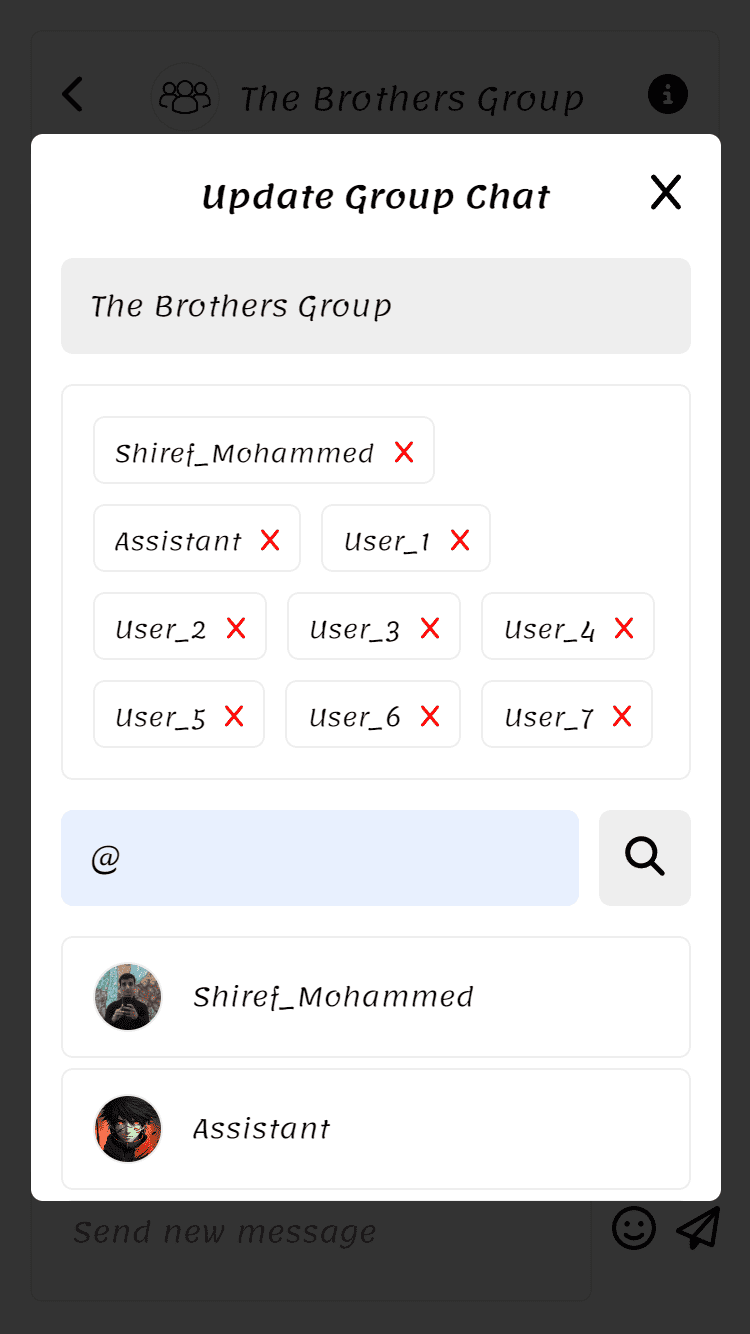 The Brothers Group
Update Group Chat
The Brothers Group
Shiref_Mohammed
Assistant User_1
User_2 User_3 User_4
User_5 User_6 User_7
@
Shiref_Mohammed
Assistant
Send new message